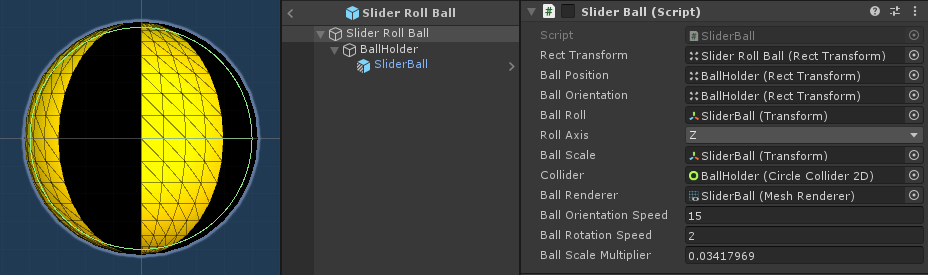 Slider Roll Ball
Slider Roll Ball
BallHolder
SliderBall
Slider Ball (Script)
Script SliderBall
Rect Transform Slider Roll Ball (Rect Transform)
Ball Position BallHolder (Rect Transform)
Ball Orientation BallHolder (Rect Transform)
Ball Roll SliderBall (Transform)
Roll Axis Z
Ball Scale SliderBall (Transform)
Collider BallHolder (Circle Collider 2D)
Ball Renderer SliderBall (Mesh Renderer)
Ball Orientation Speed 15
Ball Rotation Speed 2
Ball Scale Multiplier 0.03417969